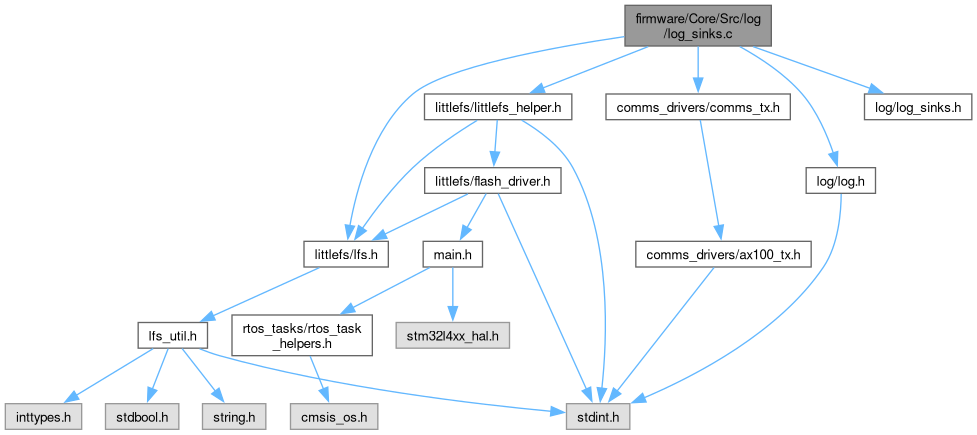 firmware/Core/Src/log
/log_sinks.c
littlefs/littlefs_helper.h
comms_drivers/comms_tx.h
log/log_sinks.h
littlefs/flash_driver.h
log/log.h
littlefs/lfs.h
main.h
comms_drivers/ax100_tx.h
lfs_util.h
rtos_tasks/rtos_task
_helpers.h
stm32l4xx_hal.h
inttypes.h
stdbool.h
string.h
cmsis_os.h
stdint.h